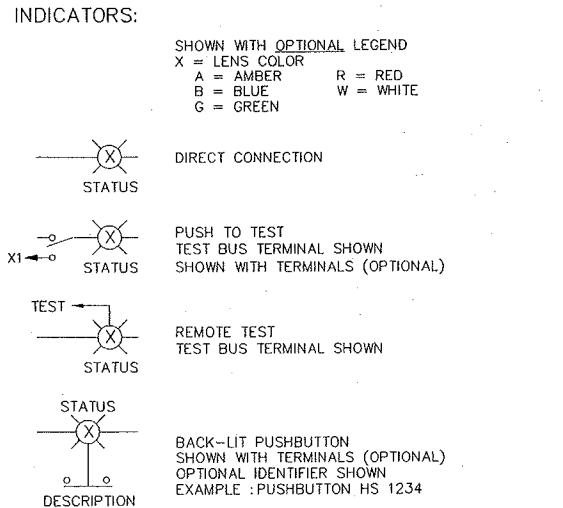 INDICATORS:
SHOWN WITH OPTIONAL LEGEND
X = LENS COLOR
A = AMBER R = RED
B = BLUE W = WHITE
G = GREEN
X
STATUS
DIRECT CONNECTION
X1
X
STATUS
PUSH TO TEST
TEST BUS TERMINAL SHOWN
SHOWN WITH TERMINALS (OPTIONAL)
TEST
X
STATUS
REMOTE TEST
TEST BUS TERMINAL SHOWN
STATUS
X
DESCRIPTION
BACK-LIT PUSHBUTTON
SHOWN WITH TERMINALS (OPTIONAL)
OPTIONAL IDENTIFIER SHOWN
EXAMPLE : PUSHBUTTON HS 1234